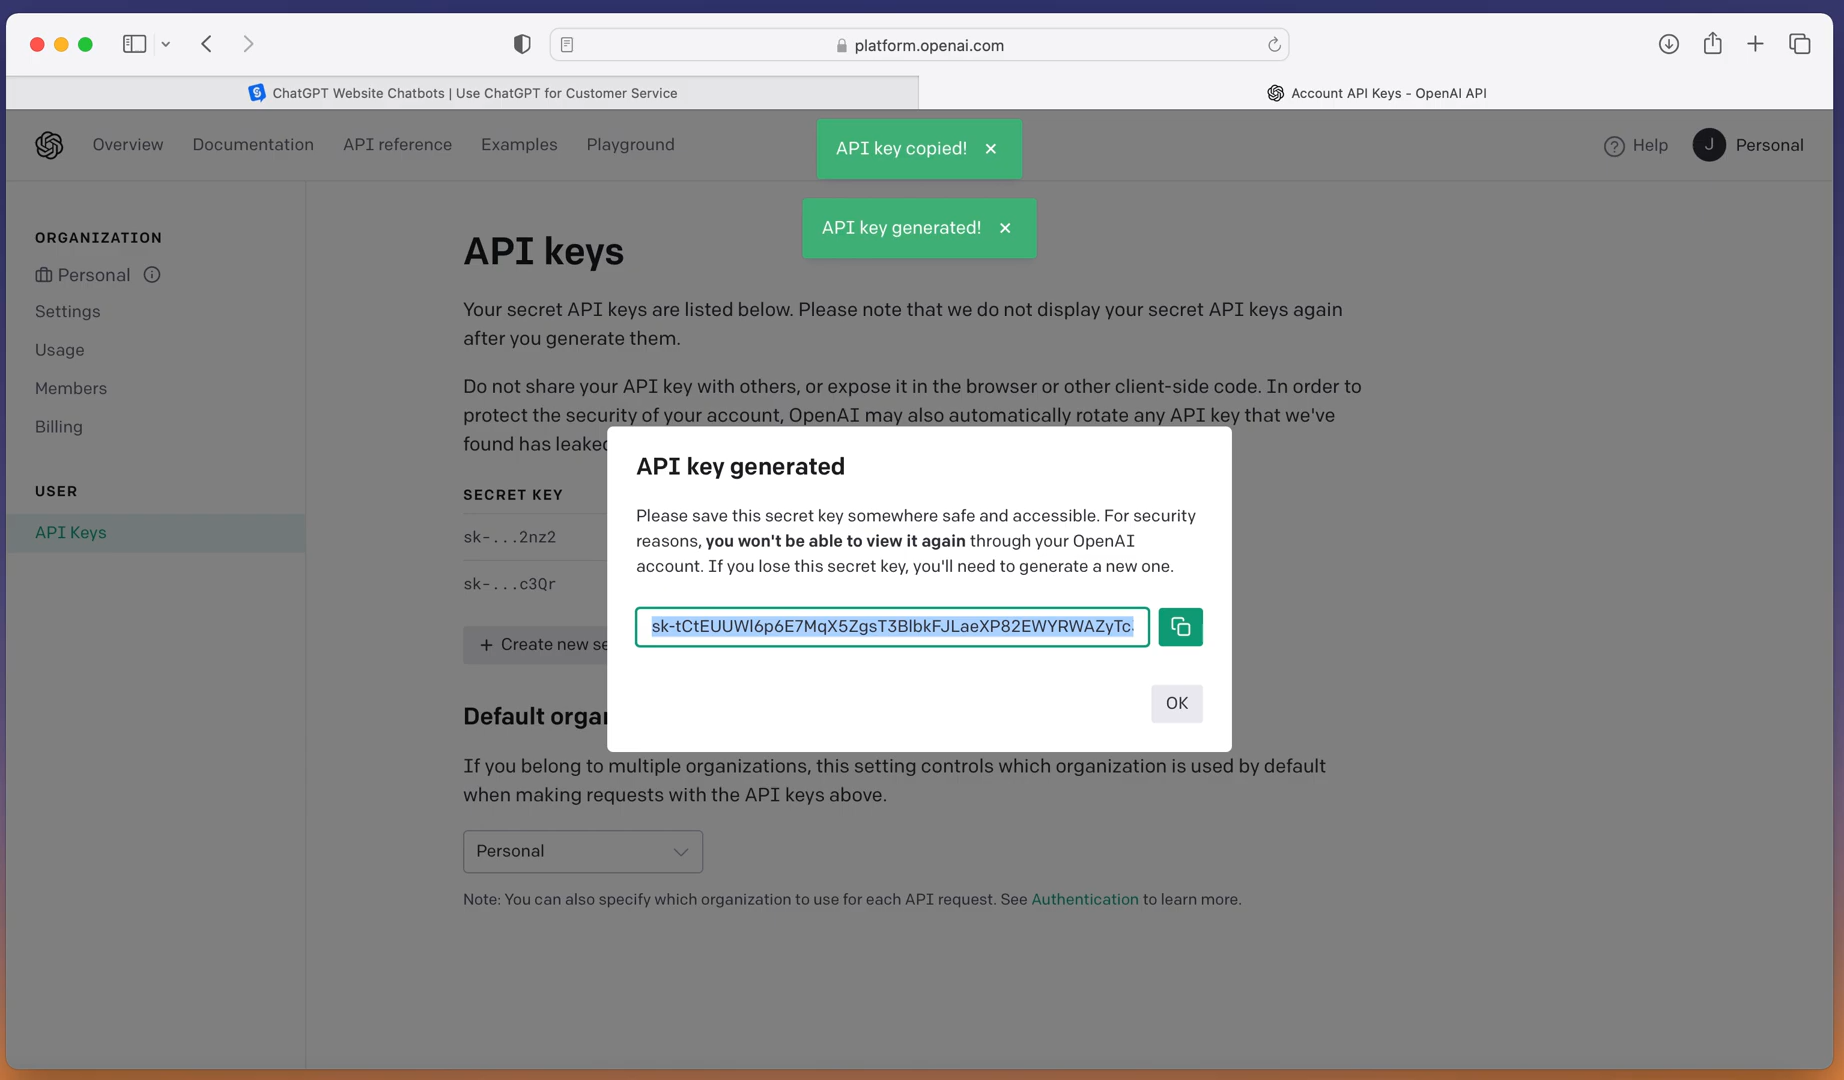 platform.openai.com
ChatGPT Website Chatbots | Use ChatGPT for Customer Service
Account API Keys - OpenAI API
Overview
Documentation
API reference
Examples
Playground
API key copied!
Help
J
Personal
API key generated!
ORGANIZATION
Personal
Settings
Usage
Members
Billing
USER
API Keys
API keys
Your secret API keys are listed below. Please note that we do not display your secret API keys again
after you generate them.
Do not share your API key with others, or expose it in the browser or other client-side code. In order to
protect the security of your account, OpenAI may also automatically rotate any API key that we've
found has leaked
SECRET KEY
sk-...2nz2
sk-...c3Qr
+ Create new se
API key generated
Please save this secret key somewhere safe and accessible. For security
reasons, you won't be able to view it again through your OpenAI
account. If you lose this secret key, you'll need to generate a new one.
sk-tCtEUUWl6p6E7MqX5ZgsT3BlbkFJLaeXP82EWYRWAZyTc
OK
Default orga
If you belong to multiple organizations, this setting controls which organization is used by default
when making requests with the API keys above.
Personal
Note: You can also specify which organization to use for each API request. See Authentication to learn more.